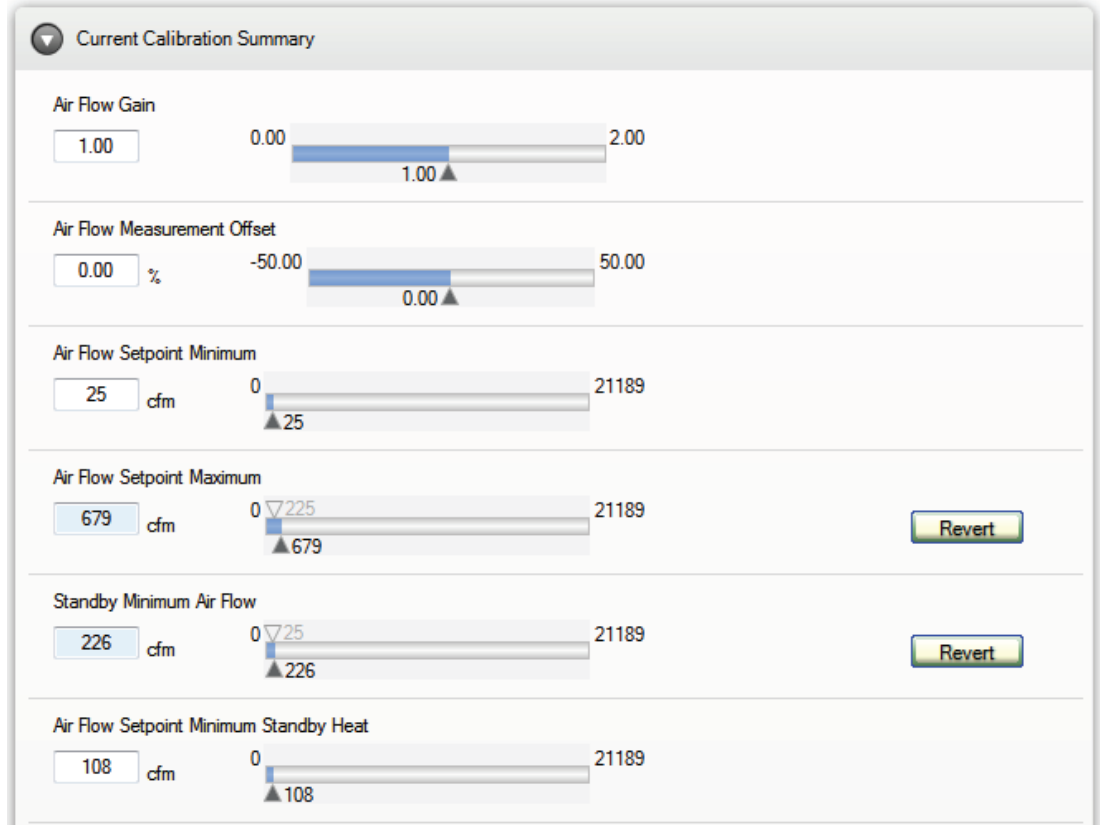 Current Calibration Summary
Air Flow Gain
1.00 0.00 2.00
1.00
Air Flow Measurement Offset
0.00 % -50.00 50.00
0.00
Air Flow Setpoint Minimum
25 cfm 0 21189
25
Air Flow Setpoint Maximum
679 cfm 0 225 21189 Revert
679
Standby Minimum Air Flow
226 cfm 0 25 21189 Revert
226
Air Flow Setpoint Minimum Standby Heat
108 cfm 0 21189
108